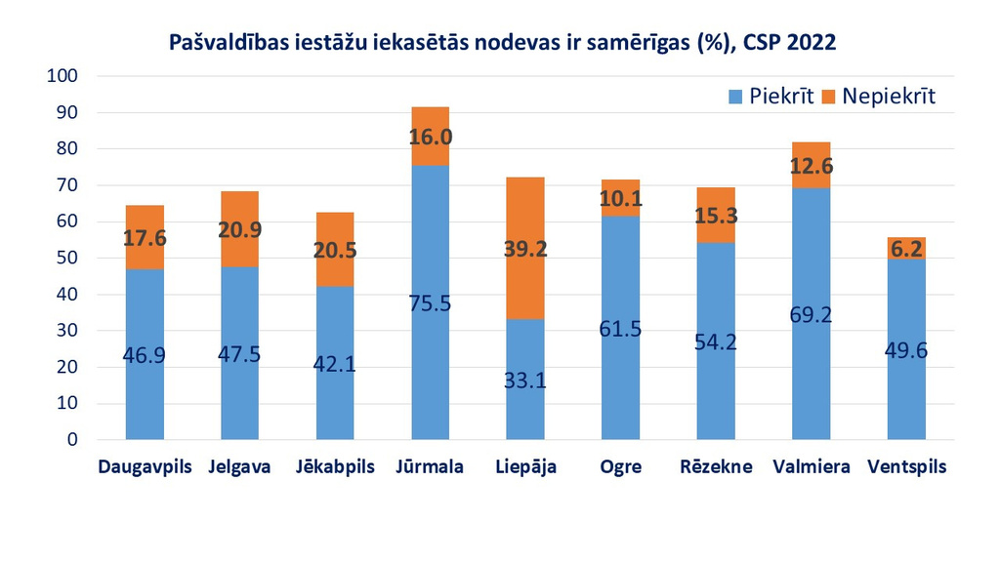 Pašvaldības iestāžu iekasētās nodevas ir samērīgas (%), CSP 2022
Piekrīt Nepiekrīt
100
90
80
70
60
50
40
30
20
10
0
17.6 20.9 20.5 16.0 39.2 10.1 15.3 12.6 6.2
46.9 47.5 42.1 75.5 33.1 61.5 54.2 69.2 49.6
Daugavpils Jelgava Jēkabpils Jūrmala Liepāja Ogre Rēzekne Valmiera Ventspils